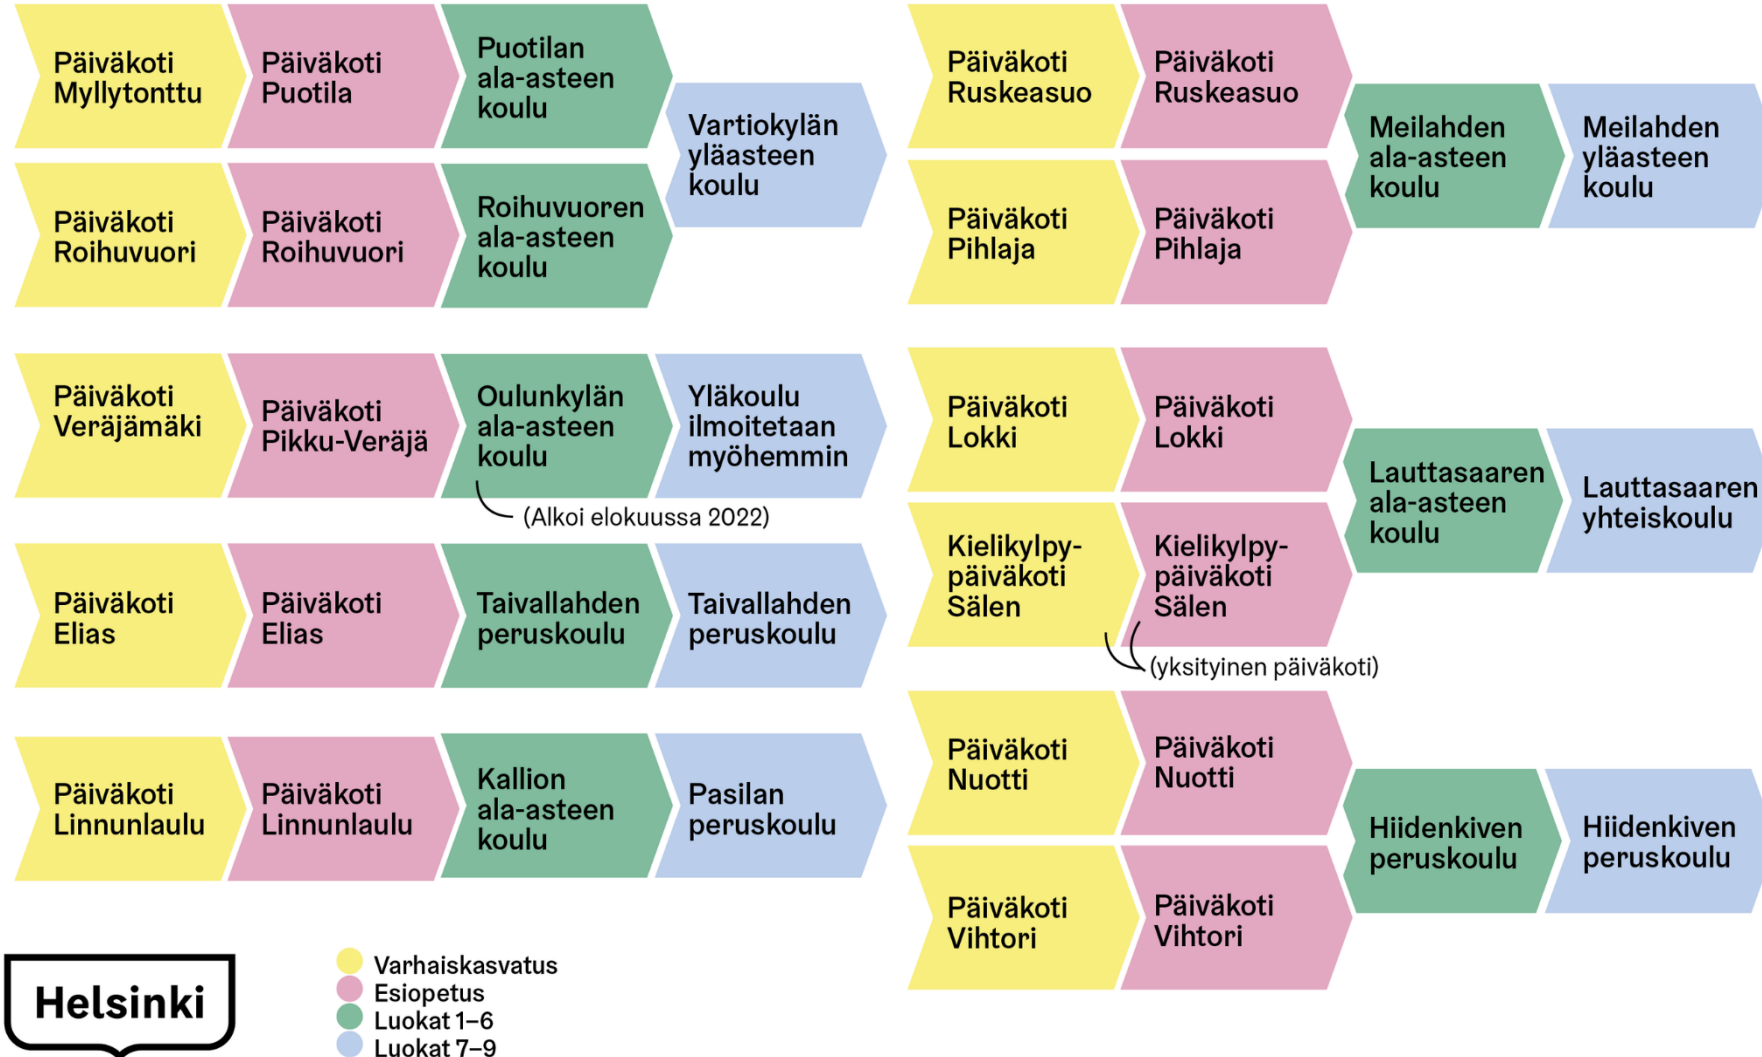 Päiväkoti
Myllytonttu
Päiväkoti
Puotila
Puotilan
ala-asteen
koulu
Päiväkoti
Roihuvuori
Päiväkoti
Roihuvuori
Roihuvuoren
ala-asteen
koulu
Vartiokylän
yläasteen
koulu
Päiväkoti
Veräjämäki
Päiväkoti
Pikku-Veräjä
Oulunkylän
ala-asteen
koulu
Yläkoulu
ilmoitetaan
myöhemmin
(Alkoi elokuussa 2022)
Päiväkoti
Elias
Päiväkoti
Elias
Taivallahden
peruskoulu
Taivallahden
peruskoulu
Päiväkoti
Linnunlaulu
Päiväkoti
Linnunlaulu
Kallion
ala-asteen
koulu
Pasilan
peruskoulu
Päiväkoti
Ruskeasuo
Päiväkoti
Ruskeasuo
Päiväkoti
Pihlaja
Päiväkoti
Pihlaja
Meilahden
ala-asteen
koulu
Meilahden
yläasteen
koulu
Päiväkoti
Lokki
Päiväkoti
Lokki
Kielikylpy-
päiväkoti
Sälen
Kielikylpy-
päiväkoti
Sälen
(yksityinen päiväkoti)
Lauttasaaren
ala-asteen
koulu
Lauttasaaren
yhteiskoulu
Päiväkoti
Nuotti
Päiväkoti
Nuotti
Päiväkoti
Vihtori
Päiväkoti
Vihtori
Hiidenkiven
peruskoulu
Hiidenkiven
peruskoulu
Helsinki
Varhaiskasvatus
Esiopetus
Luokat 1–6
Luokat 7–9